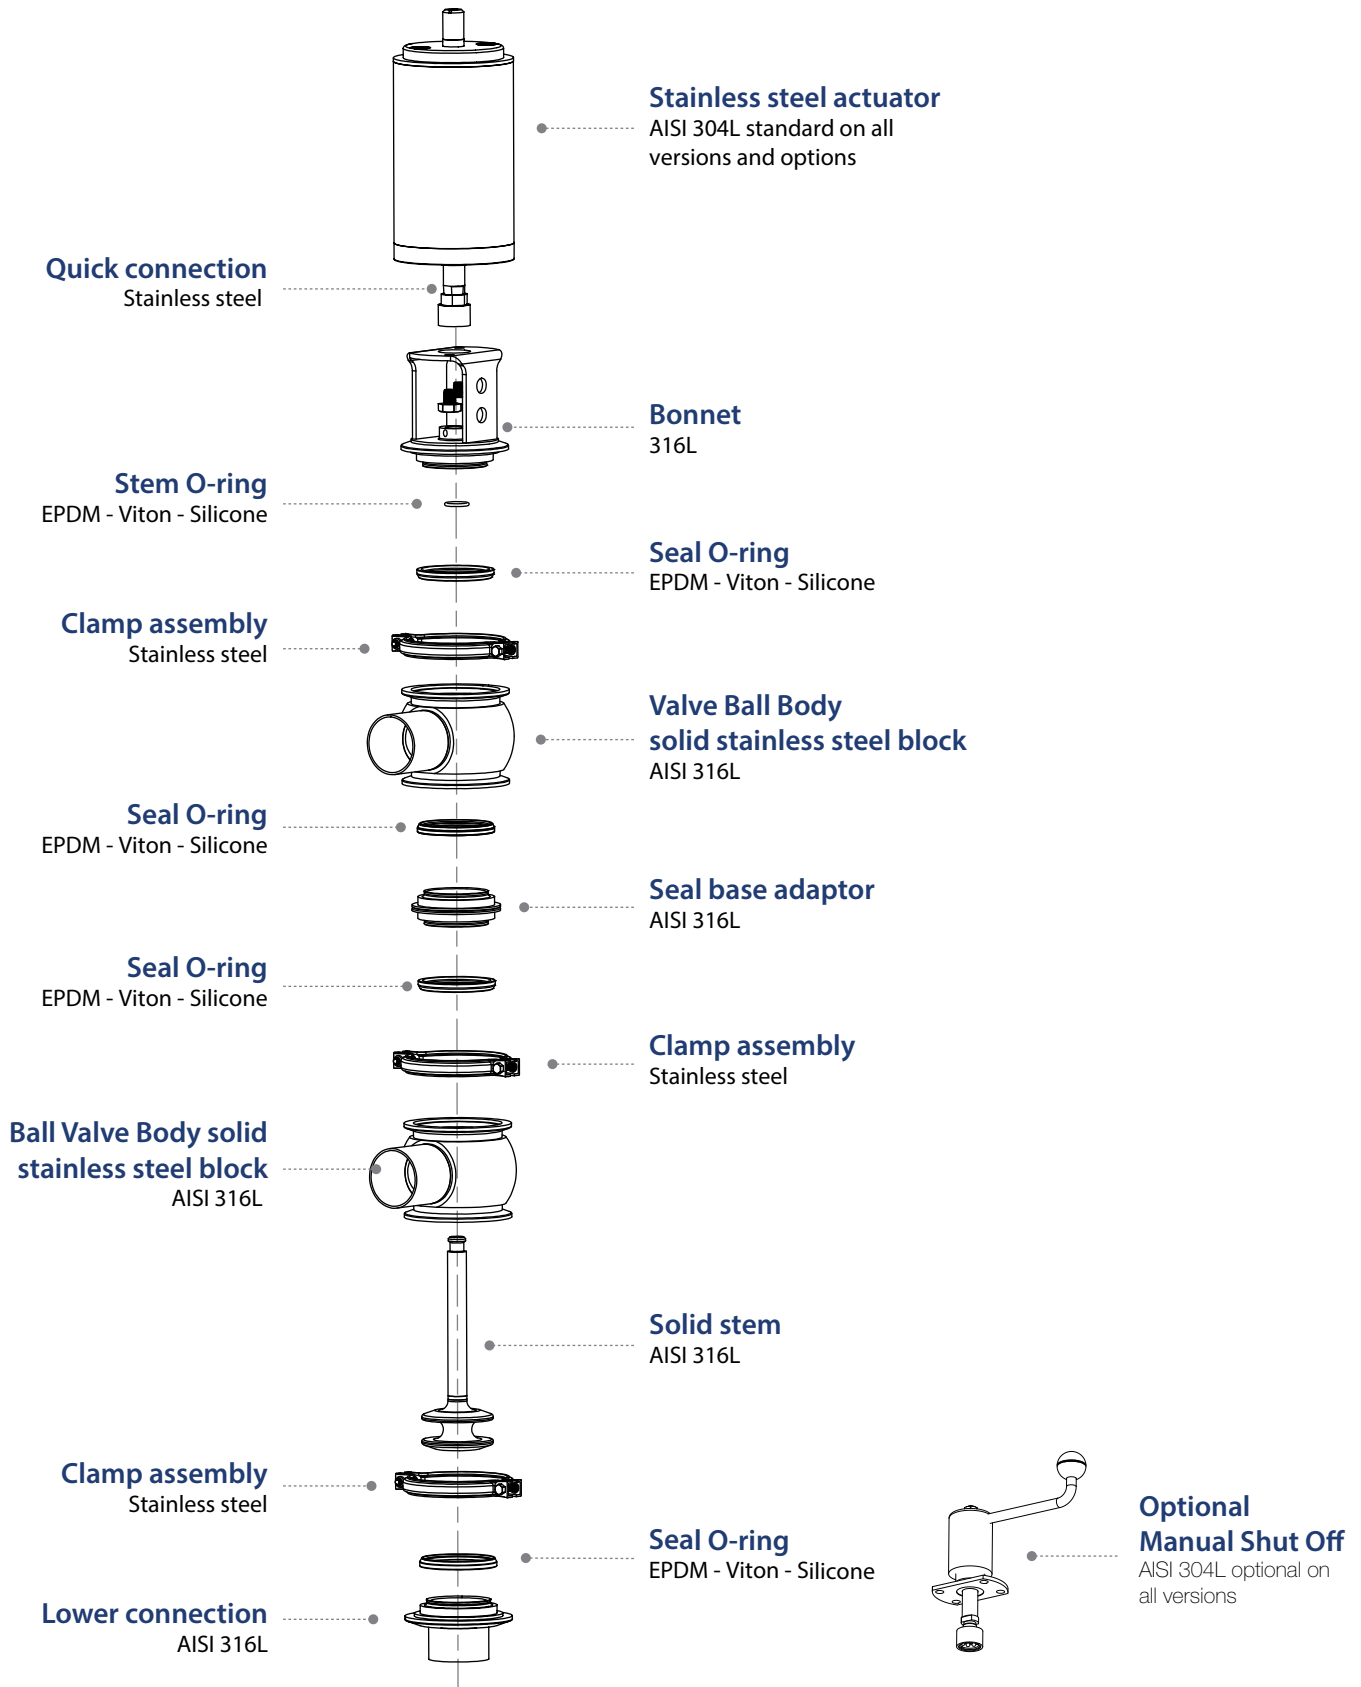 Stainless steel actuator
AISI 304L standard on all
versions and options
Quick connection
Stainless steel
Bonnet
316L
Stem O-ring
EPDM - Viton - Silicone
Seal O-ring
EPDM - Viton - Silicone
Clamp assembly
Stainless steel
Valve Ball Body
solid stainless steel block
AISI 316L
Seal O-ring
EPDM - Viton - Silicone
Seal base adaptor
AISI 316L
Seal O-ring
EPDM - Viton - Silicone
Clamp assembly
Stainless steel
Ball Valve Body solid
stainless steel block
AISI 316L
Solid stem
AISI 316L
Clamp assembly
Stainless steel
Optional
Manual Shut Off
AISI 304L optional on
all versions
Seal O-ring
EPDM - Viton - Silicone
Lower connection
AISI 316L